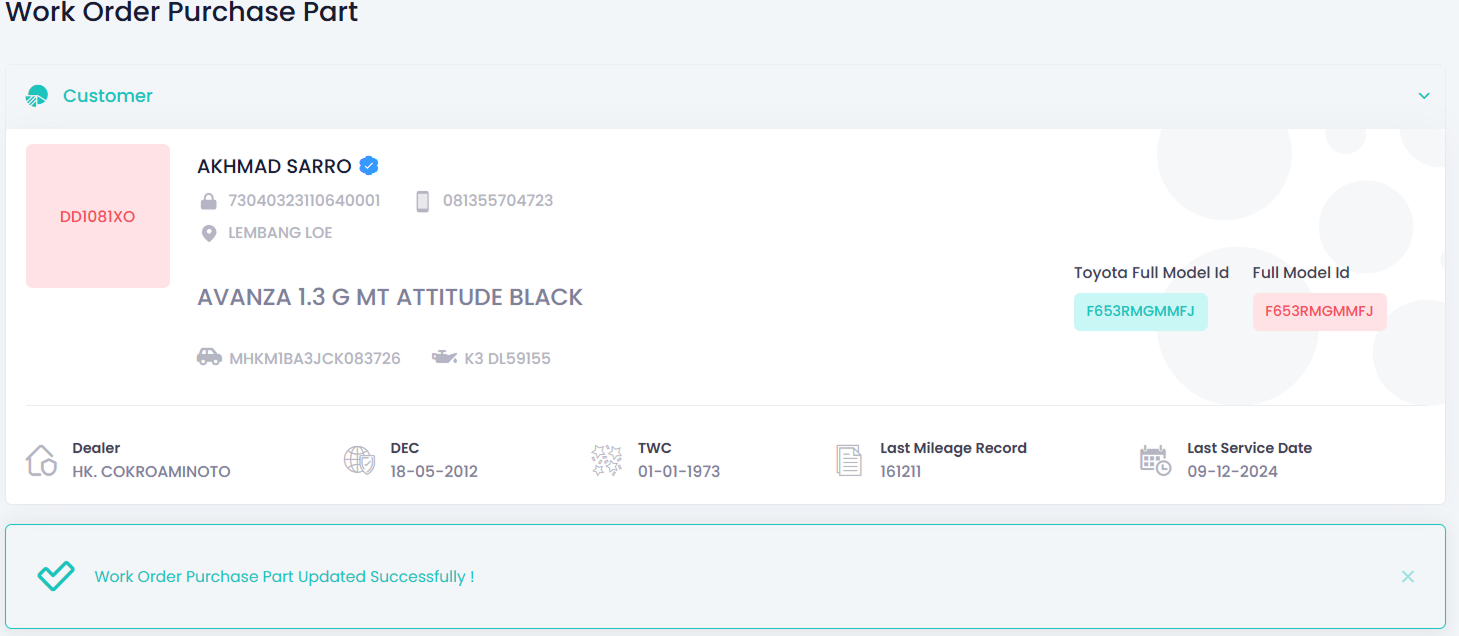 Work Order Purchase Part
Customer
DD1081XO
AKHMAD SARRO
73040323110640001 081355704723
LEMBANG LOE
AVANZA 1.3 G MT ATTITUDE BLACK
MHKM1BA3JCK083726 K3 DL59155
Toyota Full Model Id Full Model Id
F653RMGMMFJ F653RMGMMFJ
Dealer DEC TWC Last Mileage Record Last Service Date
HK. COKROAMINOTO 18-05-2012 01-01-1973 161211 09-12-2024
Work Order Purchase Part Updated Successfully !